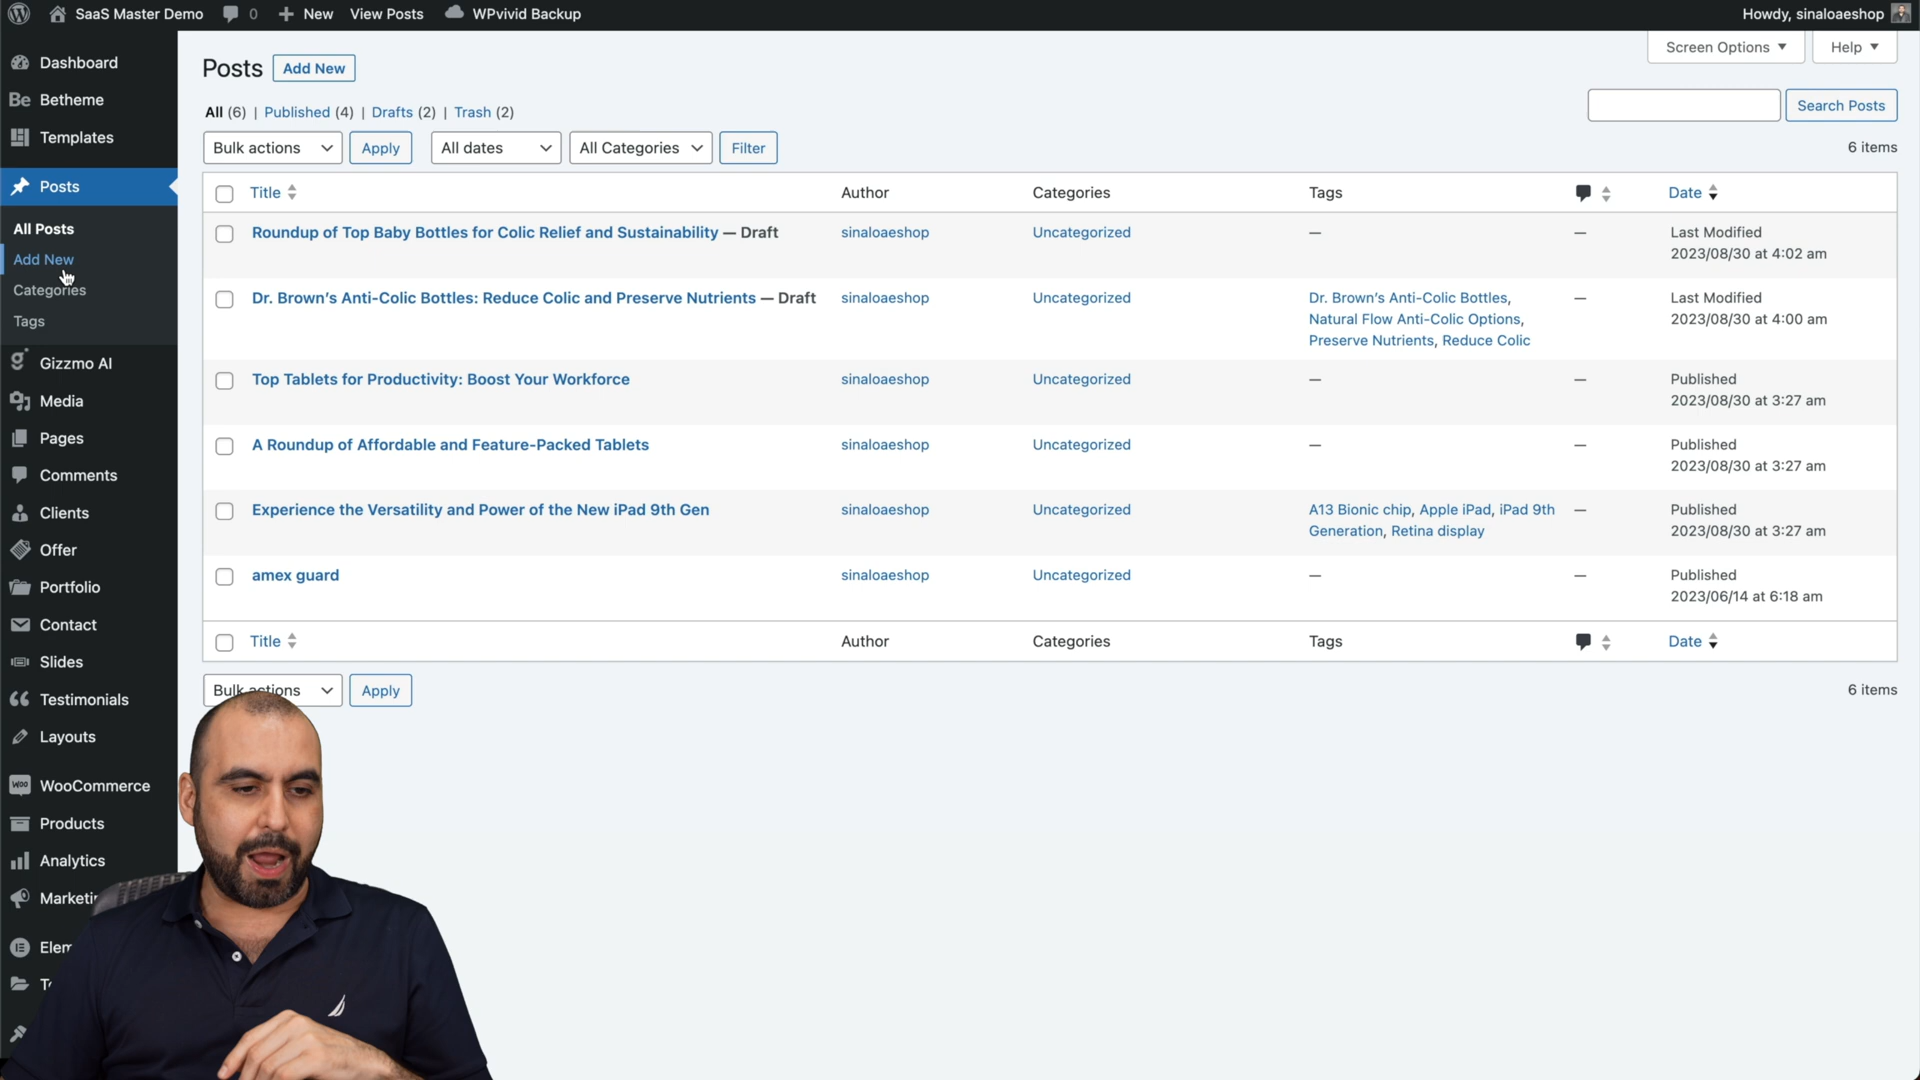 SaaS Master Demo 0 New View Posts WPvivid Backup Howdy, sinaloaeshop
Screen Options Help
Dashboard
Be Betheme
Templates
Posts
All Posts
Add New
Categories
Tags
Gizzmo AI
Media
Pages
Comments
Clients
Offer
Portfolio
Contact
Slides
Testimonials
Layouts
Woo WooCommerce
Products
Analytics
Posts Add New
All (6) | Published (4) | Drafts (2) | Trash (2)
Search Posts
Bulk actions Apply All dates All Categories Filter 6 items
Title Author Categories Tags Date
Roundup of Top Baby Bottles for Colic Relief and Sustainability — Draft sinaloaeshop Uncategorized — — Last Modified
2023/08/30 at 4:02 am
Dr. Brown's Anti-Colic Bottles: Reduce Colic and Preserve Nutrients — Draft sinaloaeshop Uncategorized Dr. Brown's Anti-Colic Bottles, — Last Modified
Natural Flow Anti-Colic Options, 2023/08/30 at 4:00 am
Preserve Nutrients, Reduce Colic
Top Tablets for Productivity: Boost Your Workforce sinaloaeshop Uncategorized — — Published
2023/08/30 at 3:27 am
A Roundup of Affordable and Feature-Packed Tablets sinaloaeshop Uncategorized — — Published
2023/08/30 at 3:27 am
Experience the Versatility and Power of the New iPad 9th Gen sinaloaeshop Uncategorized A13 Bionic chip, Apple iPad, iPad 9th — Published
Generation, Retina display 2023/08/30 at 3:27 am
amex guard sinaloaeshop Uncategorized — — Published
2023/06/14 at 6:18 am
Title Author Categories Tags Date
Bulk actions Apply 6 items